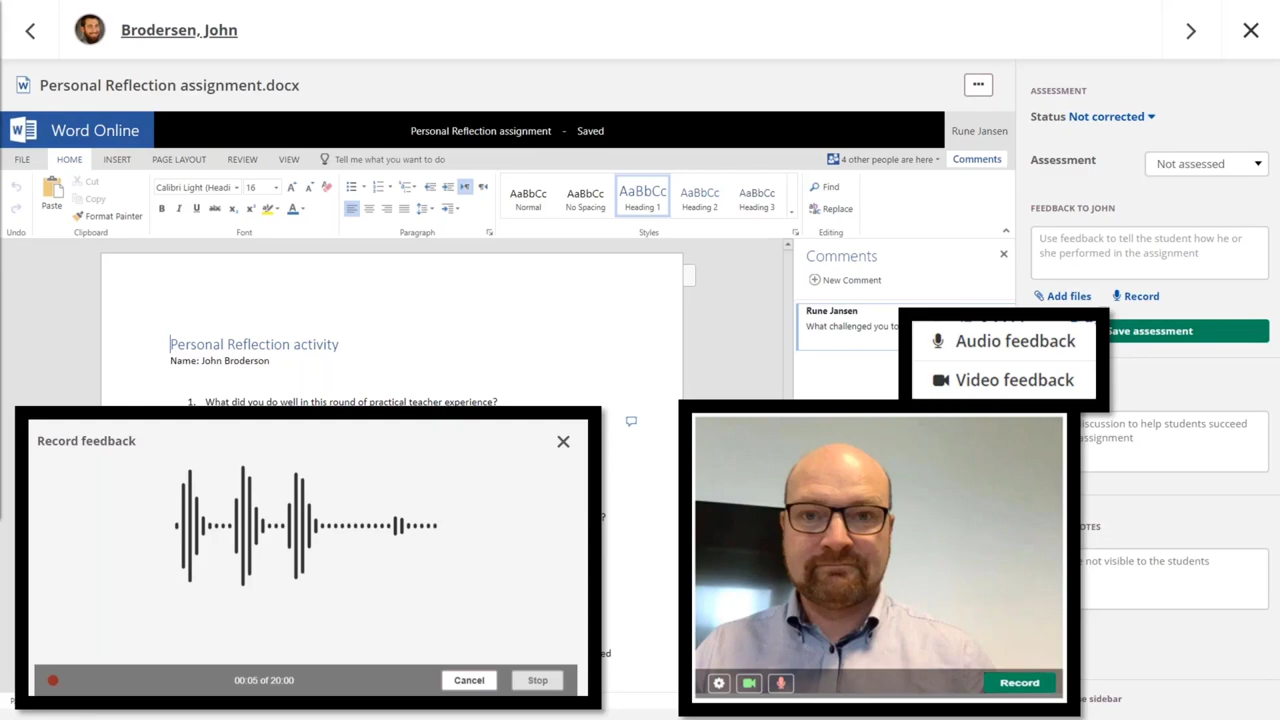 Brodersen, John
Personal Reflection assignment.docx
Word Online
Personal Reflection assignment - Saved
Rune Jansen
FILE HOME INSERT PAGE LAYOUT REVIEW VIEW Tell me what you want to do
4 other people are here
Comments
Paste
Cut
Copy
Format Painter
Calibri Light (Headi 16
B I U abc
AaBbCc AaBbCc AaBbCc AaBbCc AaBbCc
Normal No Spacing Heading 1 Heading 2 Heading 3
Find
Replace
Undo Clipboard Font Paragraph Styles Editing
Personal Reflection activity
Name: John Broderson
1. What did you do well in this round of practical teacher experience?
Comments
New Comment
Rune Jansen
What challenged you to
ASSESSMENT
Status Not corrected
Assessment Not assessed
FEEDBACK TO JOHN
Use feedback to tell the student how he or
she performed in the assignment
Add files Record
Save assessment
Audio feedback
Video feedback
iscussion to help students succeed
assignment
OTES
not visible to the students
e sidebar
Record feedback
00:05 of 20:00
Cancel
Stop
Record